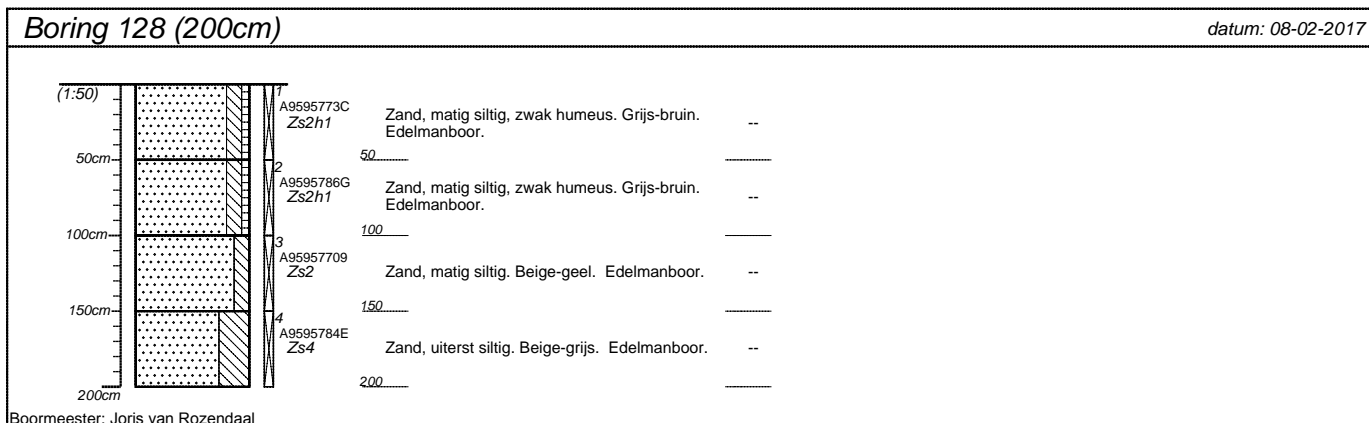 Boring 128 (200cm)
datum: 08-02-2017
(1:50)
1
A9595773C
Zs2h1
Zand, matig siltig, zwak humeus. Grijs-bruin.
Edelmanboor.
--
50cm
50
2
A9595786G
Zs2h1
Zand, matig siltig, zwak humeus. Grijs-bruin.
Edelmanboor.
--
100cm
100
3
A95957709
Zs2
Zand, matig siltig. Beige-geel. Edelmanboor.
--
150cm
150
4
A9595784E
Zs4
Zand, uiterst siltig. Beige-grijs. Edelmanboor.
--
200cm
200
Boormeester: Joris van Rozendaal